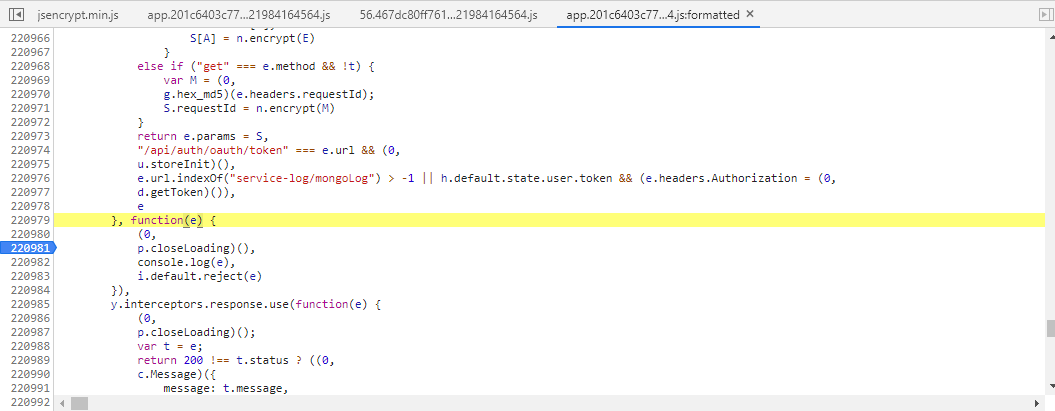 jsencrypt.min.js app.201c6403c77...21984164564.js 56.467dc80ff761...21984164564.js app.201c6403c77...4.js:formatted ×
220966 S[A] = n.encrypt(E)
220967 }
220968 else if ("get" === e.method && !t) {
220969 var M = (0,
220970 g.hex_md5)(e.headers.requestId);
220971 S.requestId = n.encrypt(M)
220972 }
220973 return e.params = S,
220974 "/api/auth/oauth/token" === e.url && (0,
220975 u.storeInit)(),
220976 e.url.indexOf("service-log/mongoLog") > -1 || h.default.state.user.token && (e.headers.Authorization = (0,
220977 d.getToken)()),
220978 e
220979 }, function(e) {
220980 (0,
220981 p.closeLoading)(),
220982 console.log(e),
220983 i.default.reject(e)
220984 }),
220985 y.interceptors.response.use(function(e) {
220986 (0,
220987 p.closeLoading)();
220988 var t = e;
220989 return 200 !== t.status ? ((0,
220990 c.Message)({
220991 message: t.message,
220992